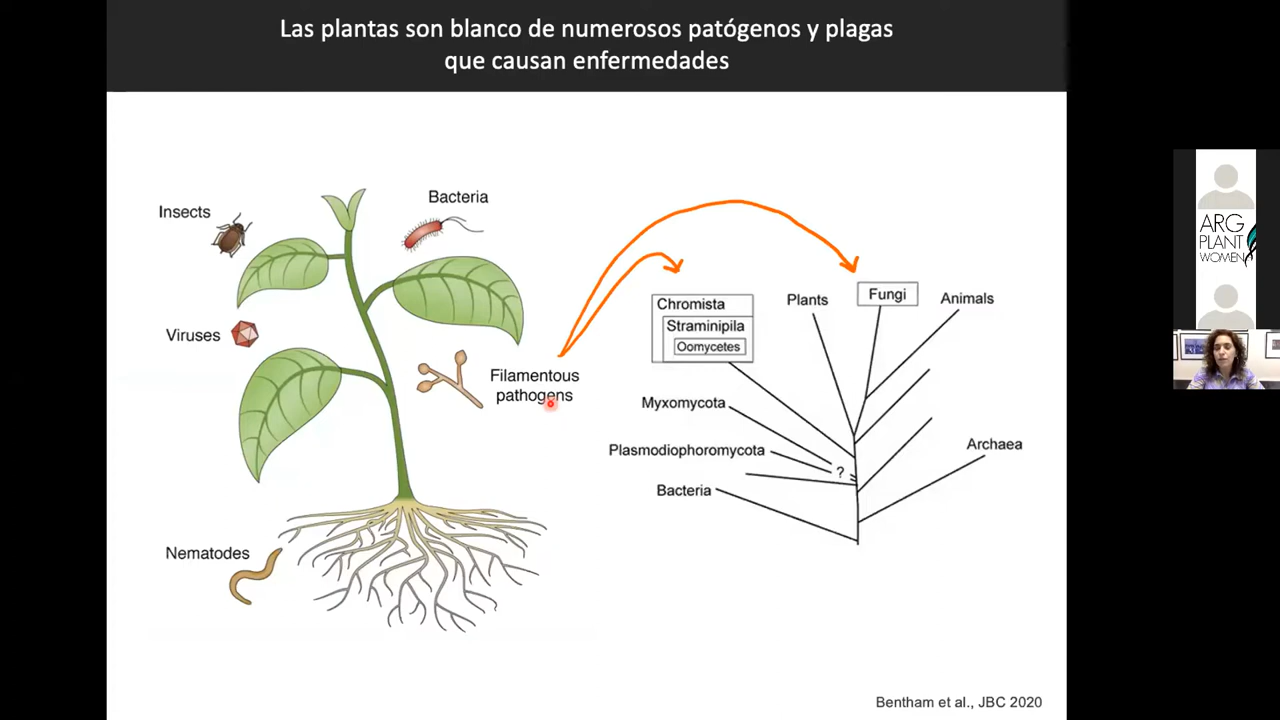 Las plantas son blanco de numerosos patógenos y plagas
que causan enfermedades
Insects
Bacteria
Viruses
Filamentous
pathogens
Nematodes
Chromista
Straminipila
Oomycetes
Plants
Fungi
Animals
Myxomycota
Plasmodiophoromycota
?
Bacteria
Archaea
Bentham et al., JBC 2020
ARG
PLANT
WOMEN